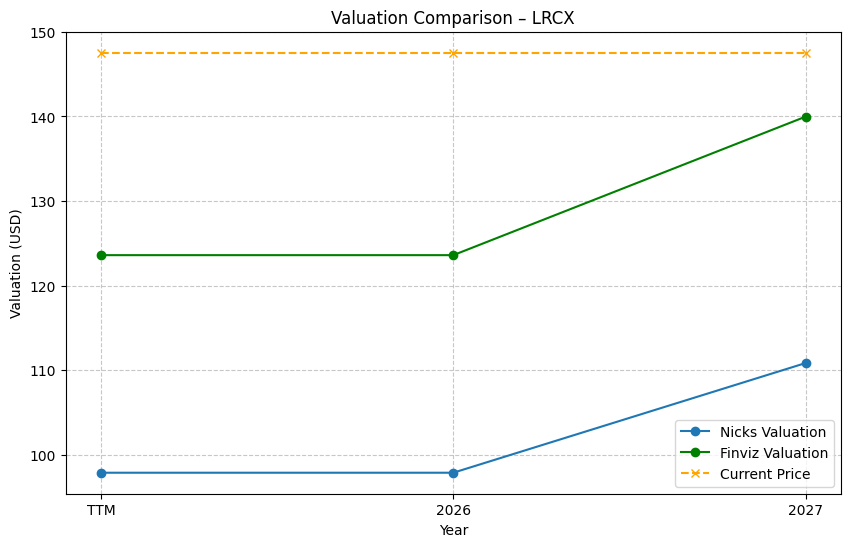 Valuation Comparison – LRCX
Valuation (USD)
150
140
130
120
110
100
TTM
2026
2027
Year
Nicks Valuation
Finviz Valuation
Current Price